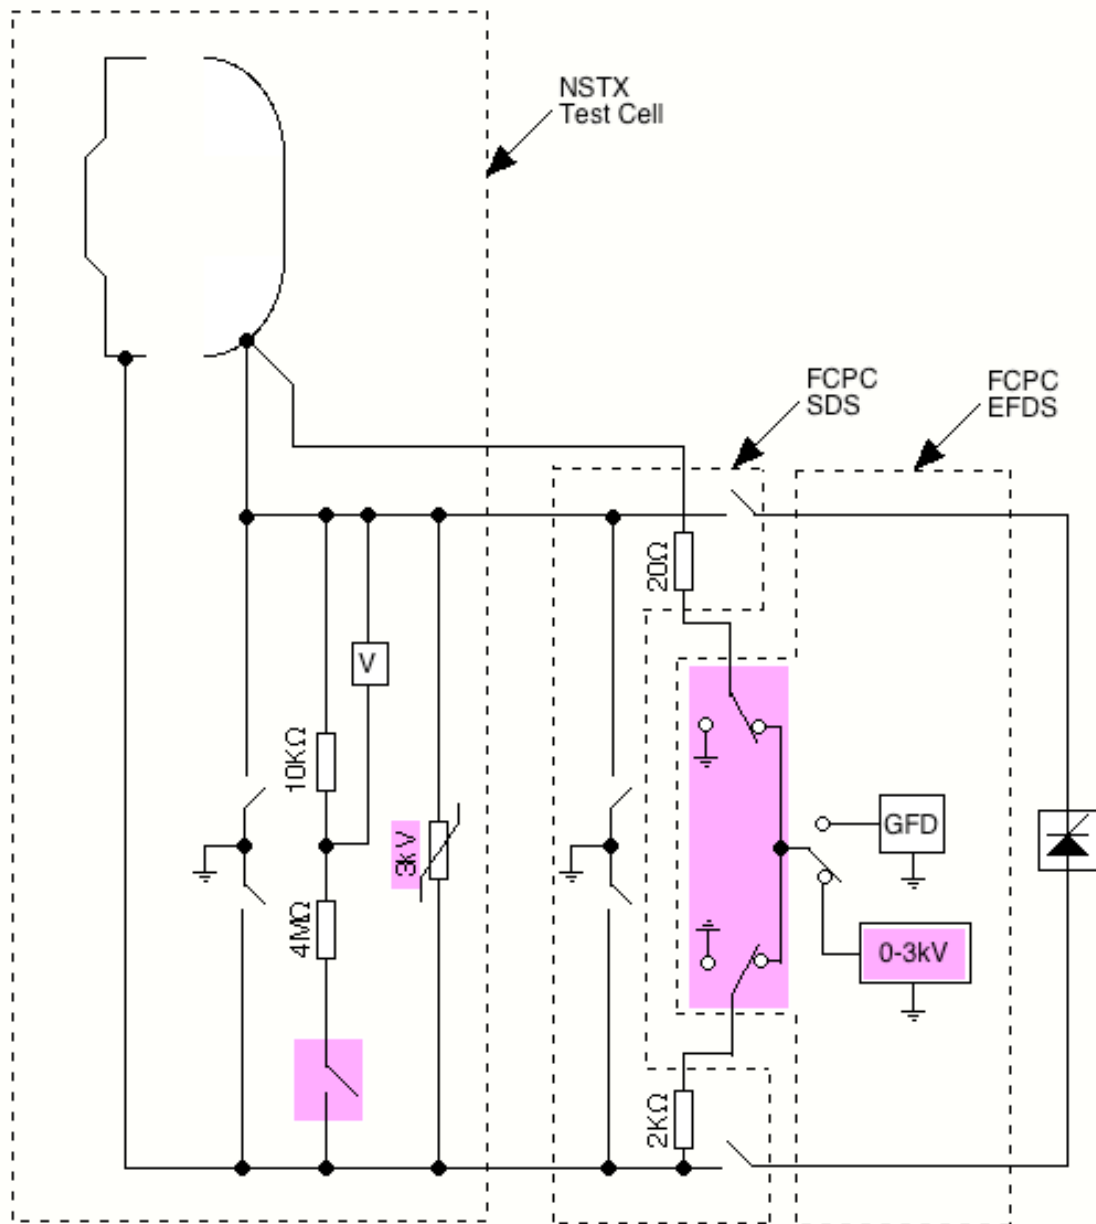 NSTX
Test Cell
FCPC
SDS
FCPC
EFDS
20Ω
V
10KΩ
3kV
GFD
4MΩ
0-3kV
2KΩ